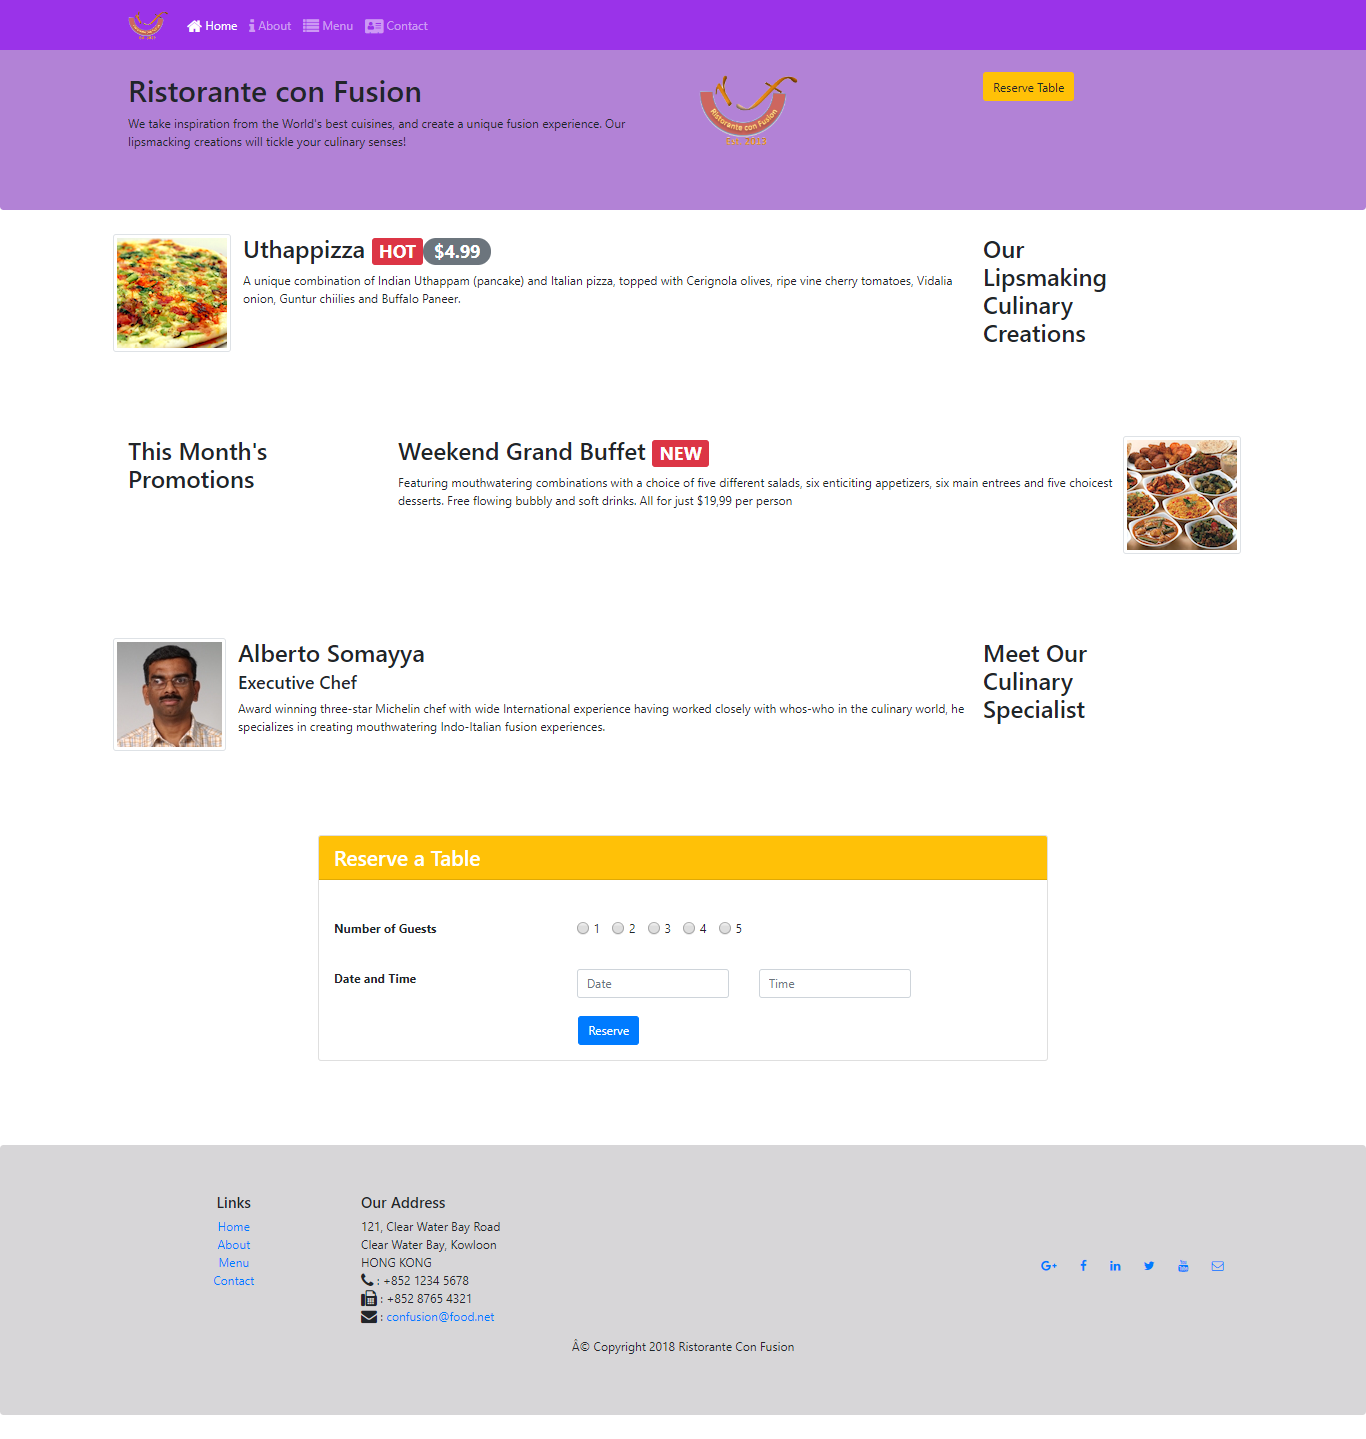 Home About Menu Contact
Ristorante con Fusion
We take inspiration from the World's best cuisines, and create a unique fusion experience. Our
lipsmacking creations will tickle your culinary senses!
Ristorante con Fusion
Reserve Table
Uthappizza HOT $4.99
A unique combination of Indian Uthappam (pancake) and Italian pizza, topped with Cerignola olives, ripe vine cherry tomatoes, Vidalia
onion, Guntur chiilies and Buffalo Paneer.
Our
Lipsmaking
Culinary
Creations
This Month's
Promotions
Weekend Grand Buffet NEW
Featuring mouthwatering combinations with a choice of five different salads, six enticiting appetizers, six main entrees and five choicest
desserts. Free flowing bubbly and soft drinks. All for just $19,99 per person
Alberto Somayya
Executive Chef
Award winning three-star Michelin chef with wide International experience having worked closely with whos-who in the culinary world, he
specializes in creating mouthwatering Indo-Italian fusion experiences.
Meet Our
Culinary
Specialist
Reserve a Table
Number of Guests
1 2 3 4 5
Date and Time
Date Time
Reserve
Links
Home
About
Menu
Contact
Our Address
121, Clear Water Bay Road
Clear Water Bay, Kowloon
HONG KONG
: +852 1234 5678
: +852 8765 4321
: confusion@food.net
Â© Copyright 2018 Ristorante Con Fusion